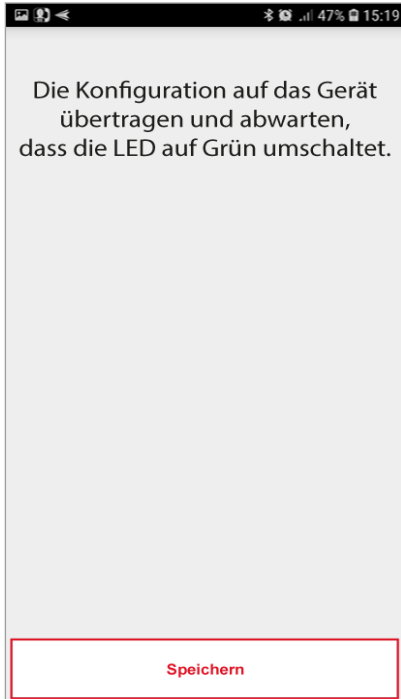 47% 15:19
Die Konfiguration auf das Gerät
übertragen und abwarten,
dass die LED auf Grün umschaltet.
Speichern